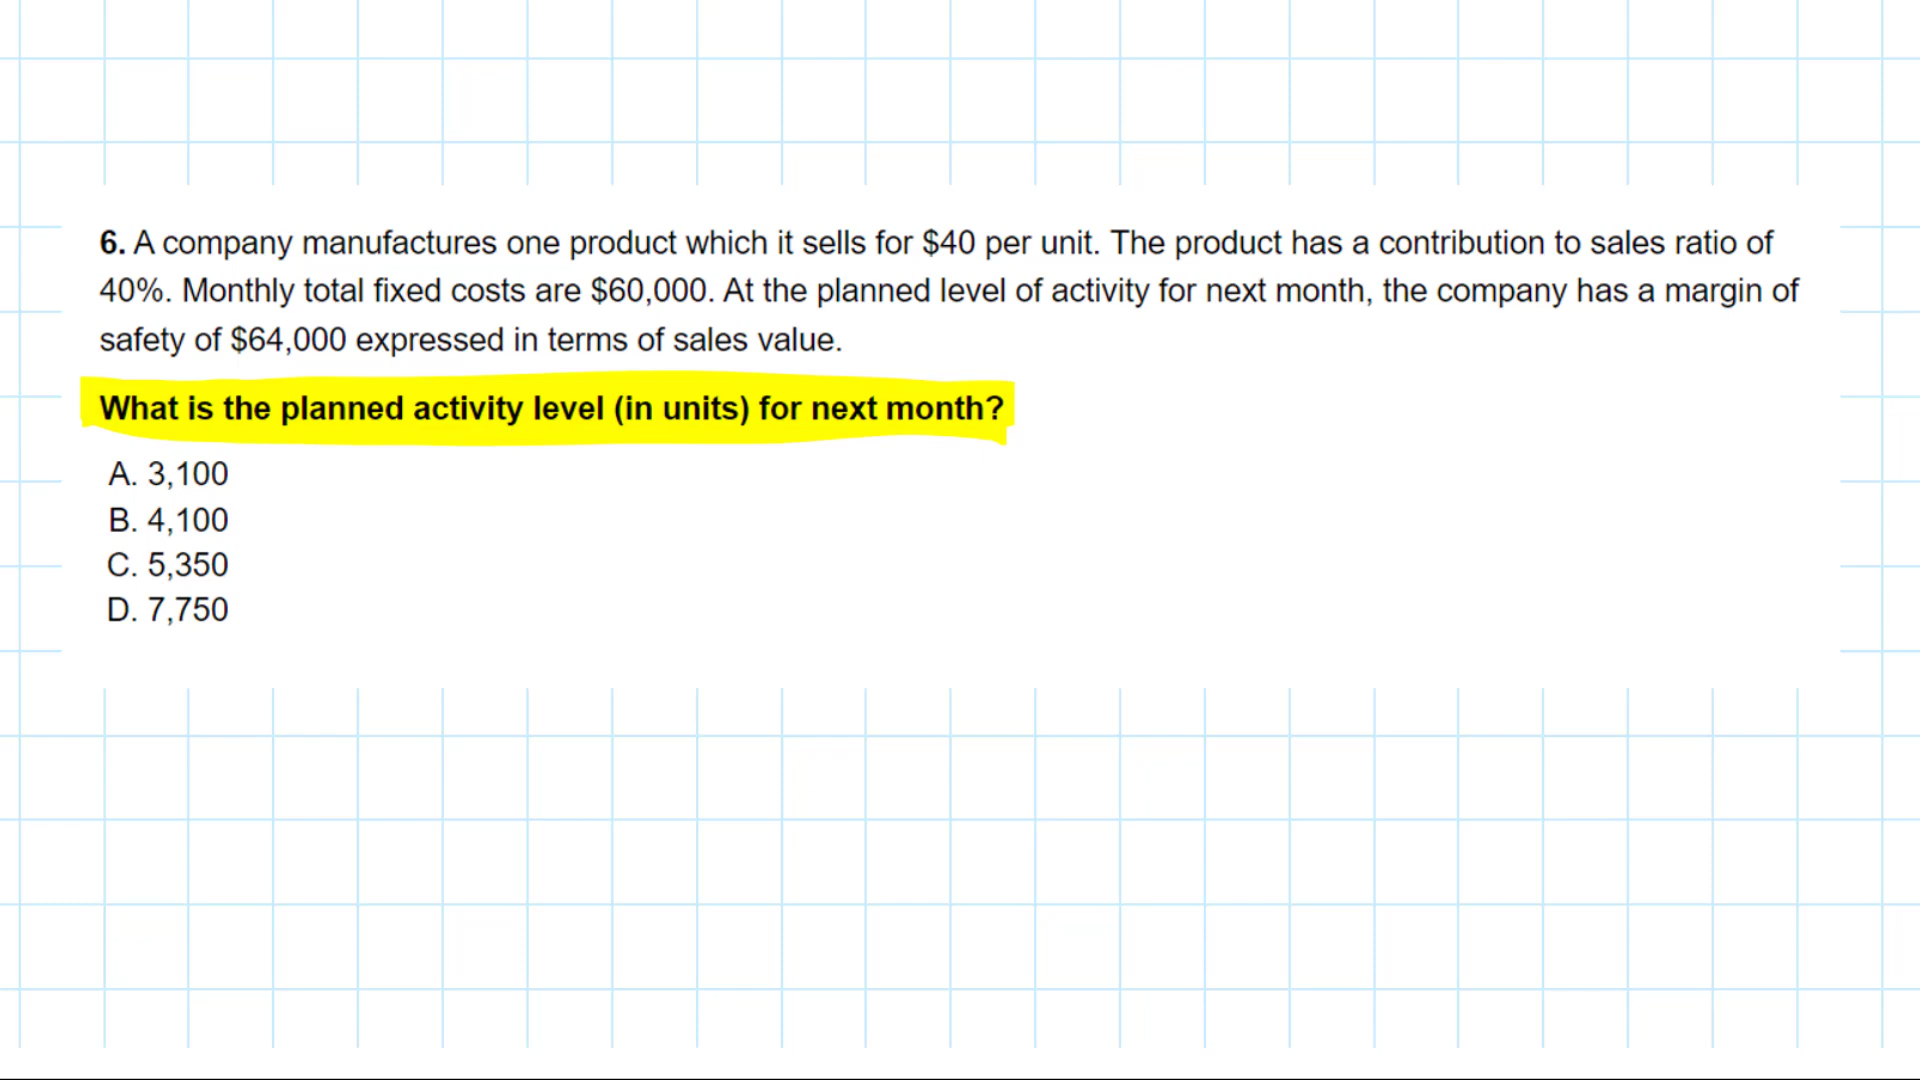 6. A company manufactures one product which it sells for $40 per unit. The product has a contribution to sales ratio of
40%. Monthly total fixed costs are $60,000. At the planned level of activity for next month, the company has a margin of
safety of $64,000 expressed in terms of sales value.
What is the planned activity level (in units) for next month?
A. 3,100
B. 4,100
C. 5,350
D. 7,750